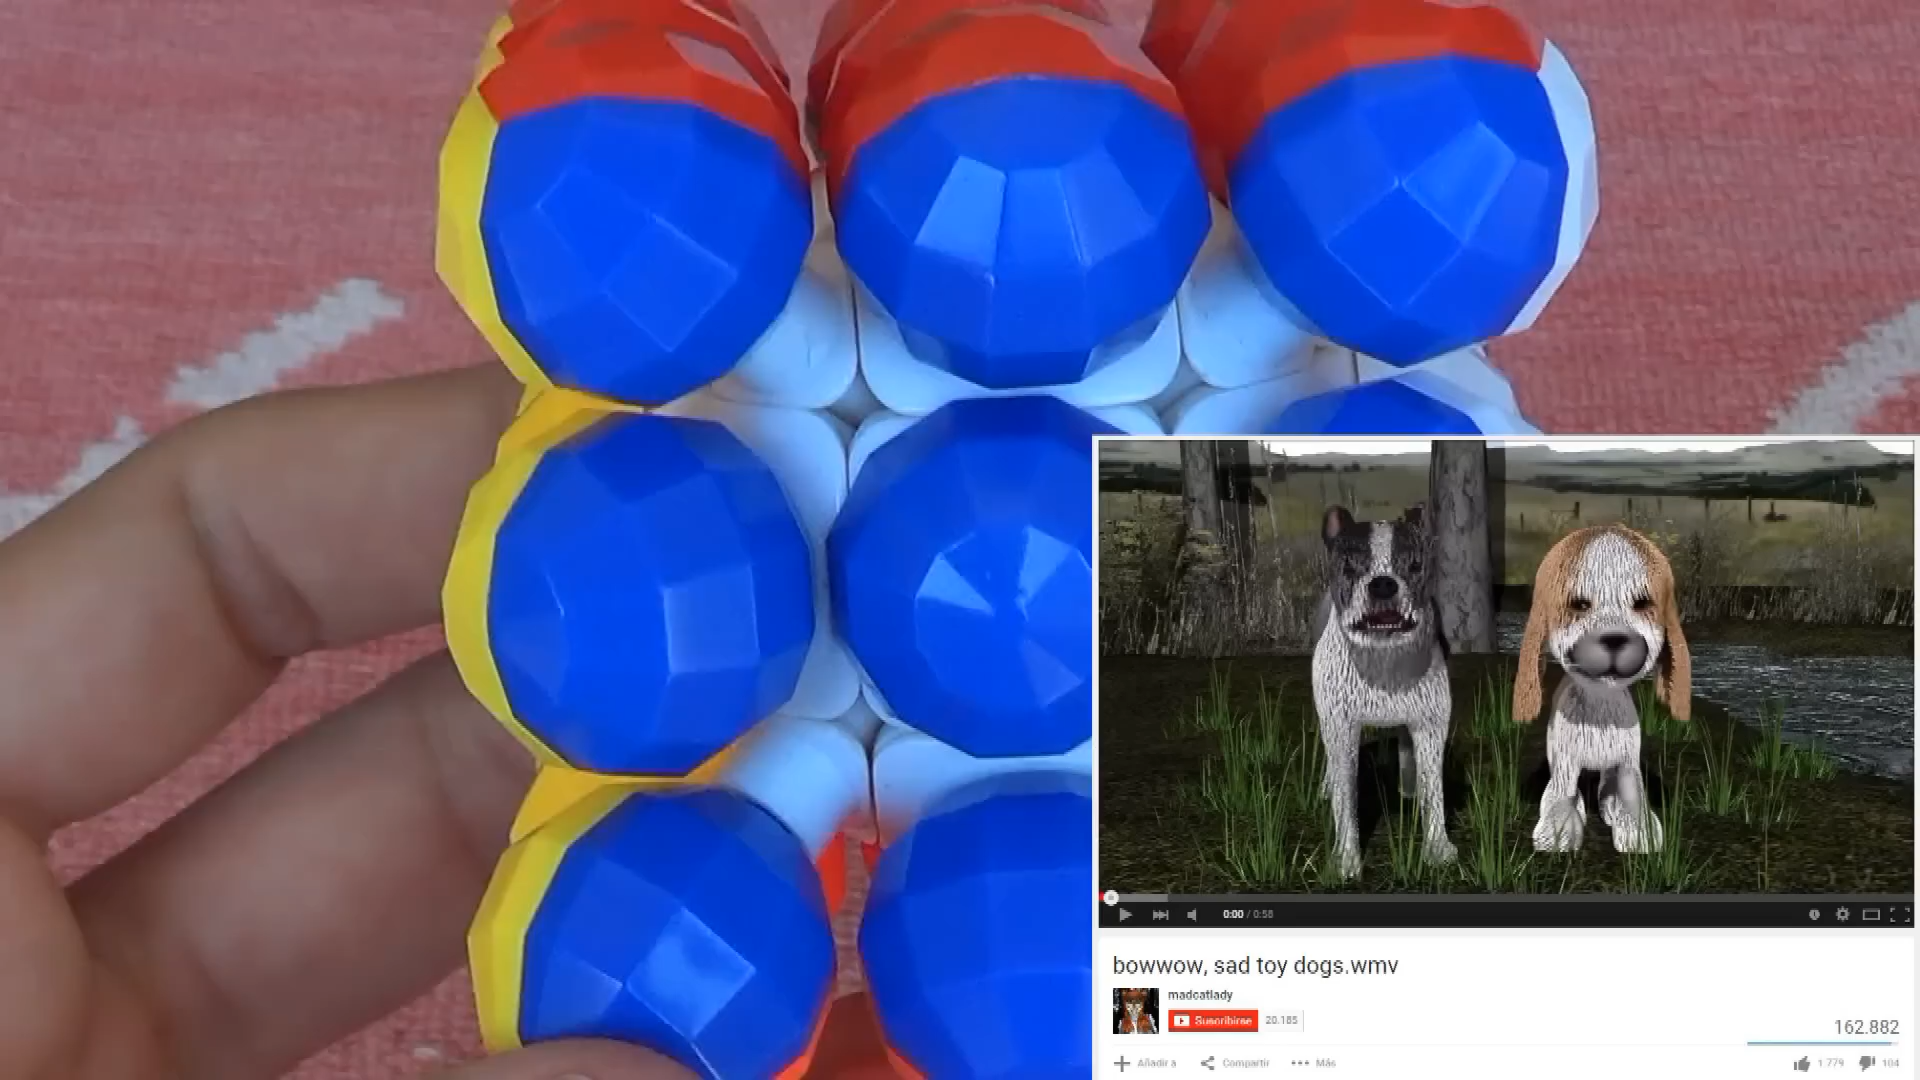 0:00 / 0:58
bowwow, sad toy dogs.wmv
madcatlady
Suscribirse 20.185
162.882
Añadir a Compartir Más 1.779 104